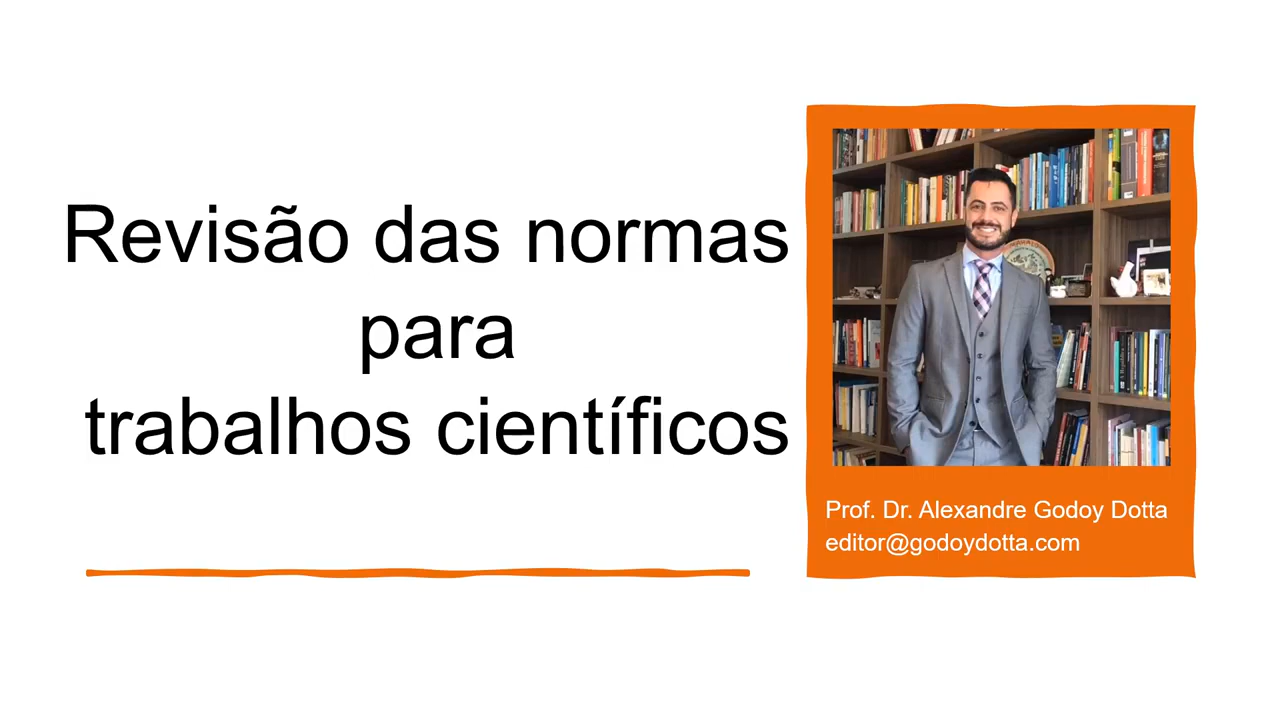 Revisão das normas
para
trabalhos científicos
Prof. Dr. Alexandre Godoy Dotta
editor@godoydotta.com